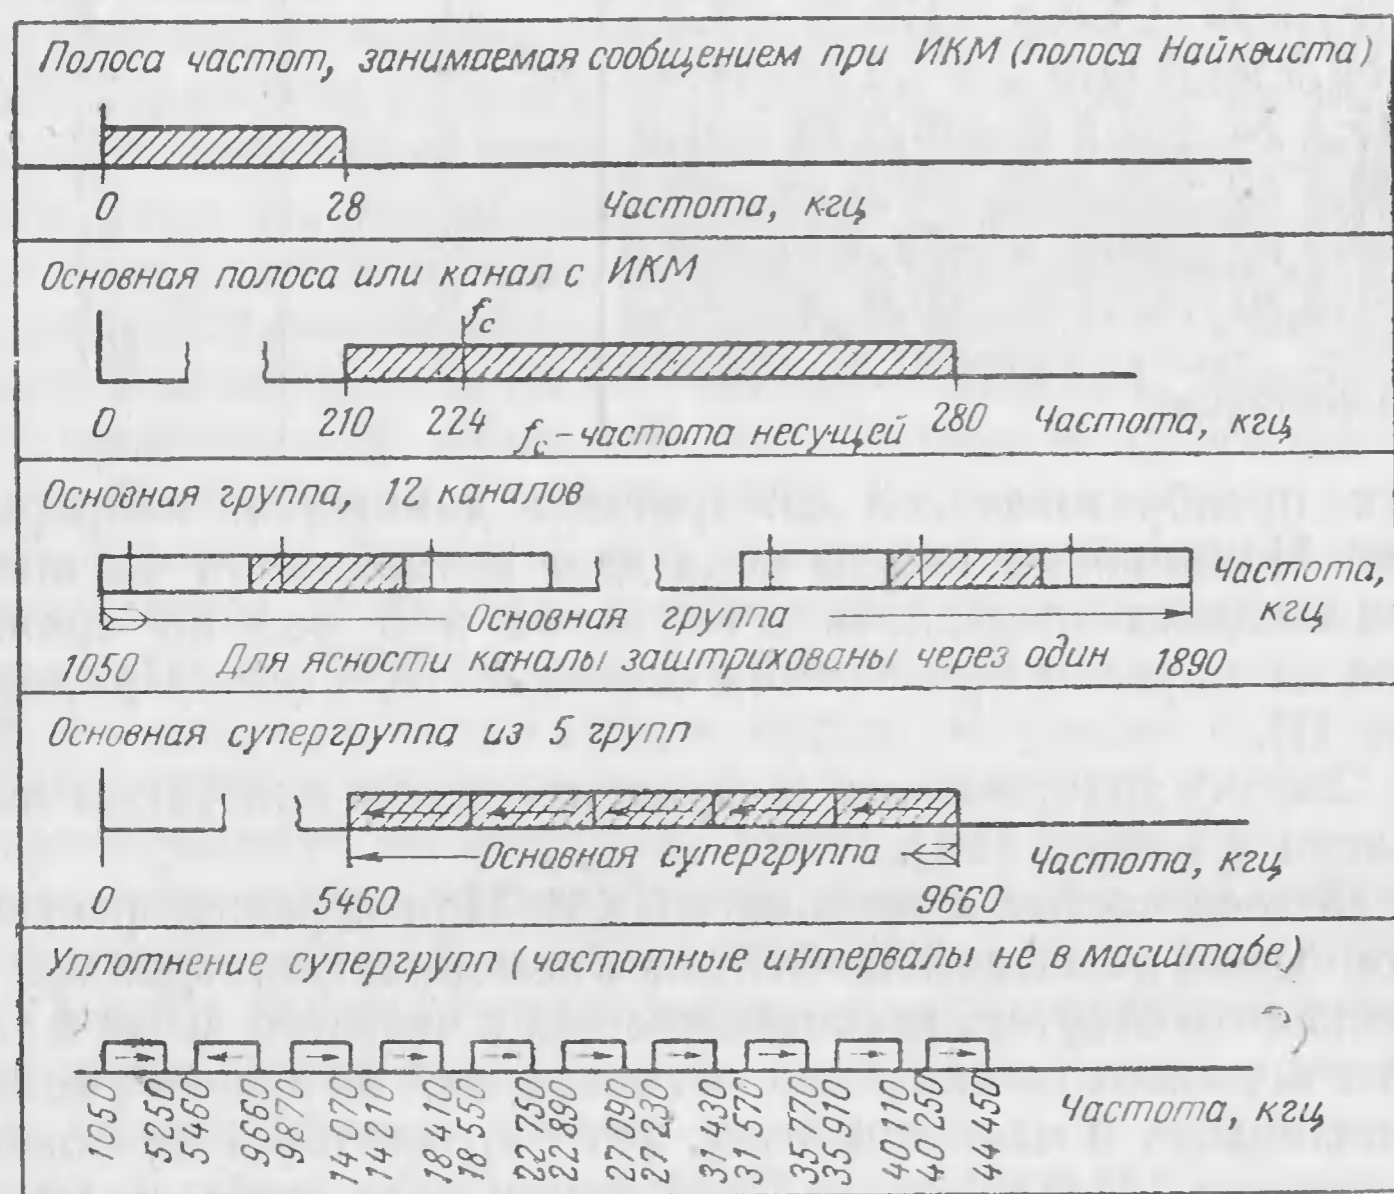 Полоса частот, занимаемая сообщением при ИКМ (полоса Найквиста)
0 28 Частота, кгц
Основная полоса или канал с ИКМ
fc
0 210 224 fc – частота несущей 280 Частота, кгц
Основная группа, 12 каналов
Частота,
Основная группа кгц
1050 Для ясности каналы заштрихованы через один 1890
Основная супергруппа из 5 групп
Основная супергруппа Частота, кгц
0 5460 9660
Уплотнение супергрупп (частотные интервалы не в масштабе)
1050 5250 5460 9660 9870 14070 14210 18410 18550 22750 22890 27090 27230 31430 31570 35770 35910 40110 40250 44450 Частота, кгц